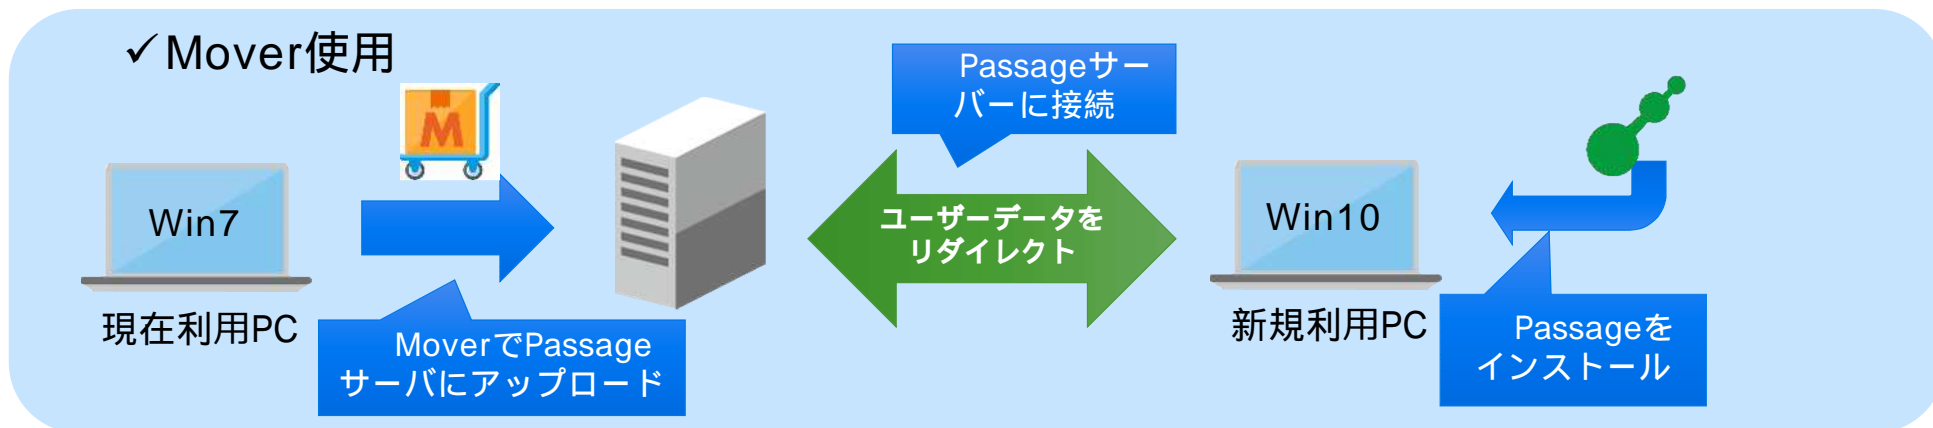 ✓Mover使用
M
Win7
現在利用PC
MoverでPassage
サーバにアップロード
Passageサー
バーに接続
ユーザーデータを
リダイレクト
Win10
新規利用PC
Passageを
インストール